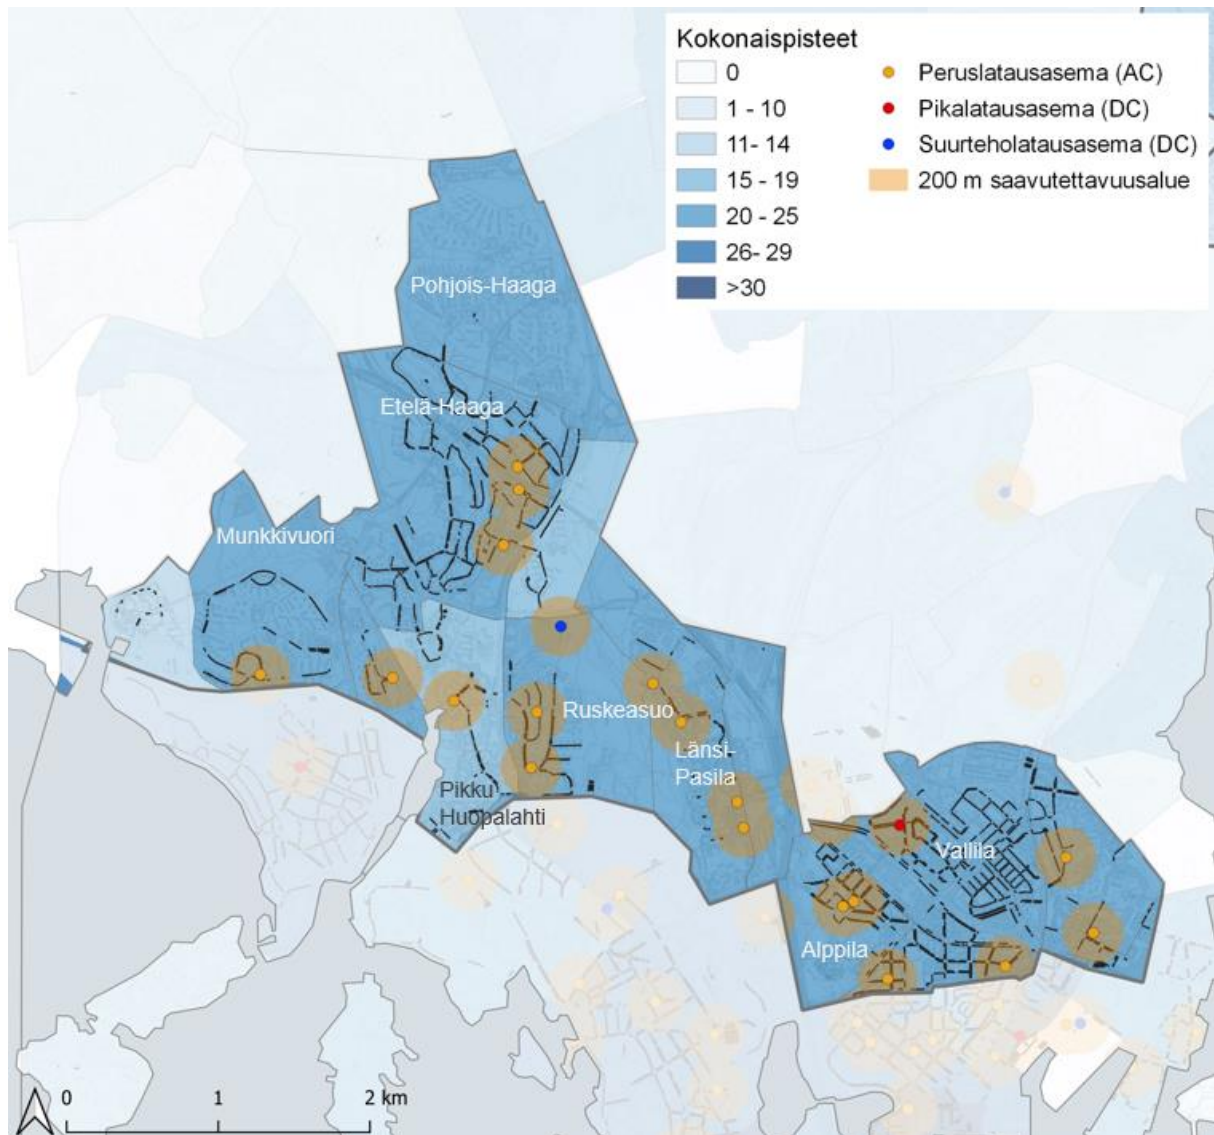 Kokonaispisteet
0
1 - 10
11- 14
15 - 19
20 - 25
26- 29
>30
Peruslatausasema (AC)
Pikalatausasema (DC)
Suurteholatausasema (DC)
200 m saavutettavuusalue
Pohjois-Haaga
Etelä-Haaga
Munkkivuori
Ruskeasuo
Länsi-
Pasila
Pikku
Huopalahti
Vallila
Alppila
0 1 2 km